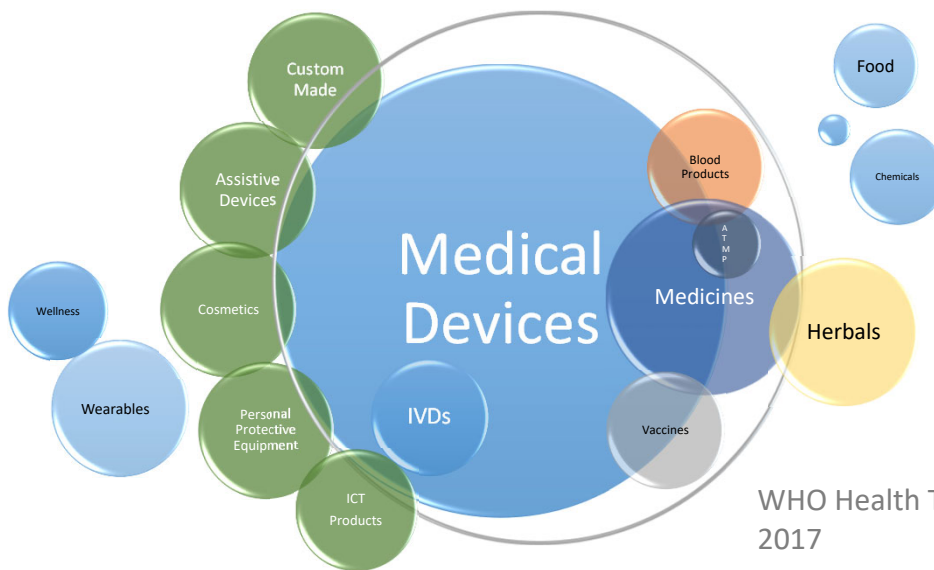 Custom
Made
Assistive
Devices
Cosmetics
Personal
Protective
Equipment
ICT
Products
Wellness
Wearables
Medical
Devices
IVDs
Blood
Products
A
T
M
P
Medicines
Vaccines
Herbals
Food
Chemicals
WHO Health
2017